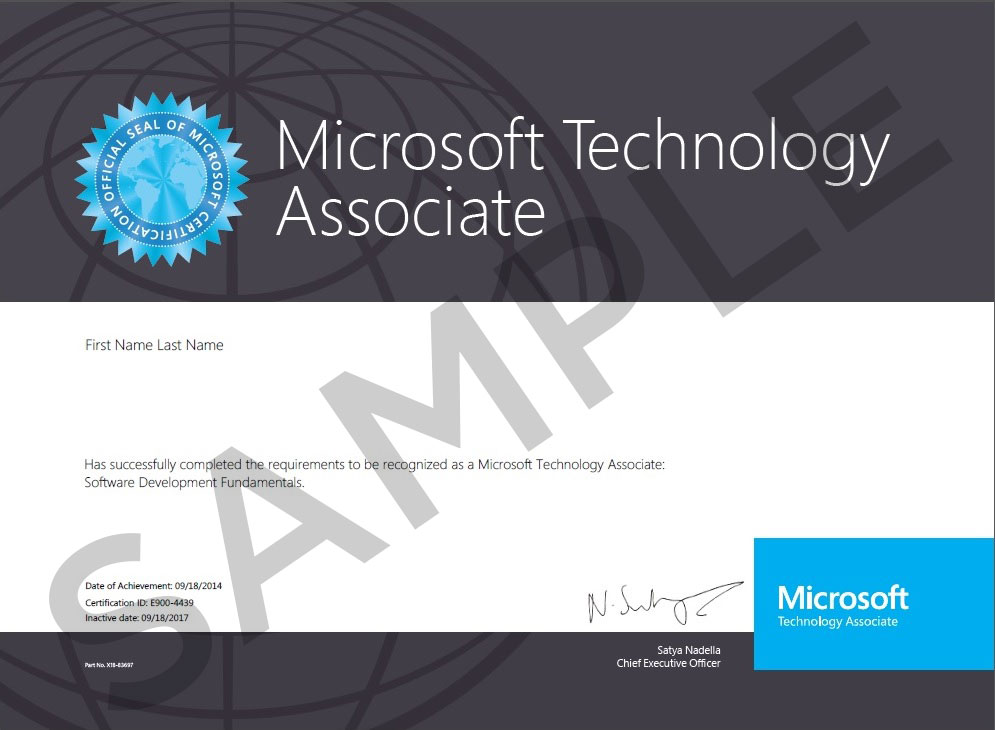 OFFICIAL SEAL OF MICROSOFT CERTIFICATION
Microsoft Technology
Associate
SAMPLE
First Name Last Name
Has successfully completed the requirements to be recognized as a Microsoft Technology Associate:
Software Development Fundamentals.
Date of Achievement: 09/18/2014
Certification ID: E900-4439
Inactive date: 09/18/2017
Part No. X18-83697
N. Satya
Satya Nadella
Chief Executive Officer
Microsoft
Technology Associate